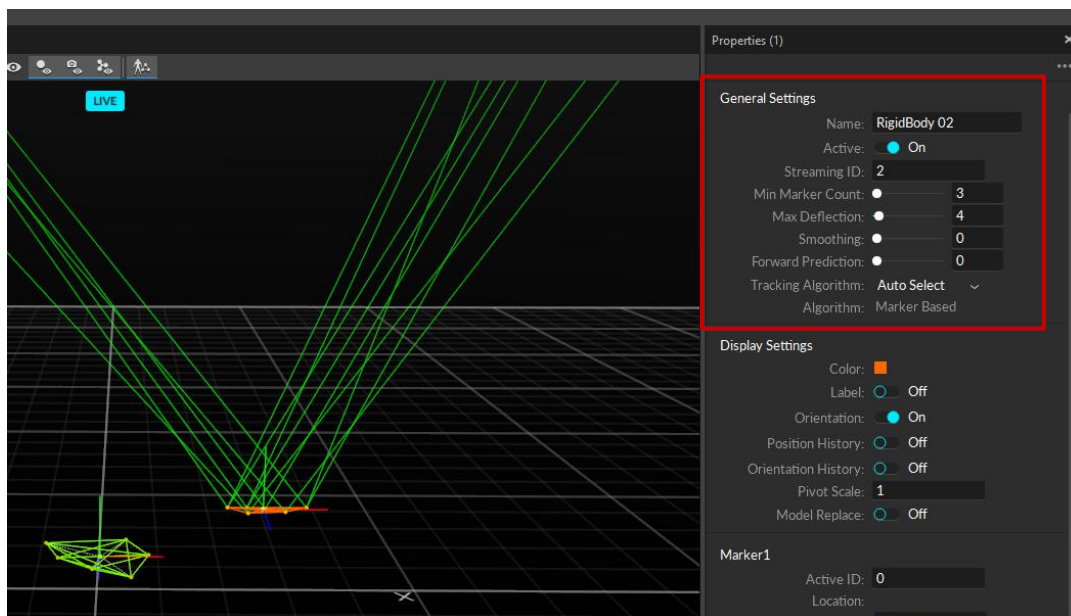 Properties (1)
LIVE
General Settings
Name: RigidBody 02
Active: On
Streaming ID: 2
Min Marker Count: 3
Max Deflection: 4
Smoothing: 0
Forward Prediction: 0
Tracking Algorithm: Auto Select
Algorithm: Marker Based
Display Settings
Color:
Label: Off
Orientation: On
Position History: Off
Orientation History: Off
Pivot Scale: 1
Model Replace: Off
Marker1
Active ID: 0
Location:
X